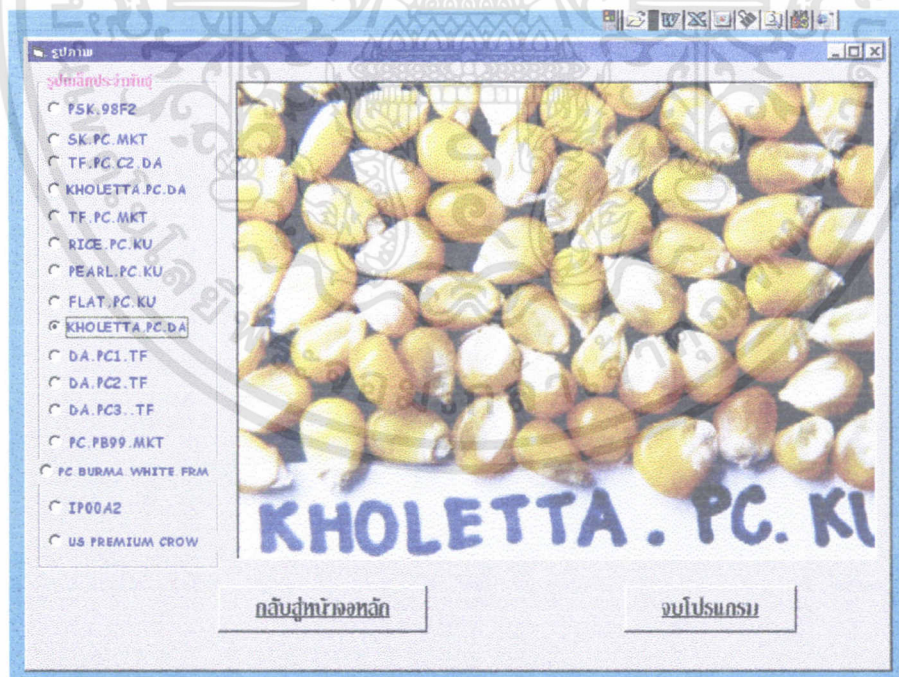 รูปภาพ
รูปเมล็ดประจำพันธุ์
PSK.98F2
SK.PC.MKT
TF.PC.C2.DA
KHOLETTA.PC.DA
TF.PC.MKT
RICE.PC.KU
PEARL.PC.KU
FLAT.PC.KU
KHOLETTA.PC.DA
DA.PC1.TF
DA.PC2.TF
DA.PC3..TF
PC.PB99.MKT
PC.BURMA WHITE.FRM
IP00A2
US PREMIUM CROW
KHOLETTA . PC. KU
กลับสู่หน้าจอหลัก
จบโปรแกรม